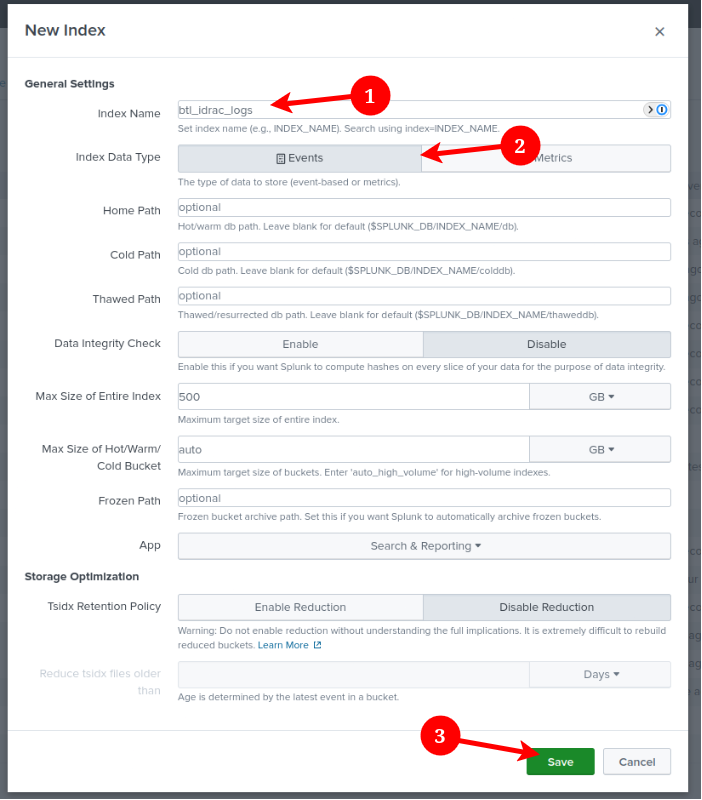 New Index
General Settings
Index Name
btl_idrac_logs
1
Set index name (e.g., INDEX_NAME). Search using index=INDEX_NAME.
Index Data Type
Events
2
Metrics
The type of data to store (event-based or metrics).
Home Path
optional
Hot/warm db path. Leave blank for default ($SPLUNK_DB/INDEX_NAME/db).
Cold Path
optional
Cold db path. Leave blank for default ($SPLUNK_DB/INDEX_NAME/colddb).
Thawed Path
optional
Thawed/resurrected db path. Leave blank for default ($SPLUNK_DB/INDEX_NAME/thaweddb).
Data Integrity Check
Enable
Disable
Enable this if you want Splunk to compute hashes on every slice of your data for the purpose of data integrity.
Max Size of Entire Index
500
GB
Maximum target size of entire index.
Max Size of Hot/Warm/
Cold Bucket
auto
GB
Maximum target size of buckets. Enter 'auto_high_volume' for high-volume indexes.
Frozen Path
optional
Frozen bucket archive path. Set this if you want Splunk to automatically archive frozen buckets.
App
Search & Reporting
Storage Optimization
Tsidx Retention Policy
Enable Reduction
Disable Reduction
Warning: Do not enable reduction without understanding the full implications. It is extremely difficult to rebuild
reduced buckets. Learn More
Reduce tsidx files older
than
Days
Age is determined by the latest event in a bucket.
3
Save
Cancel